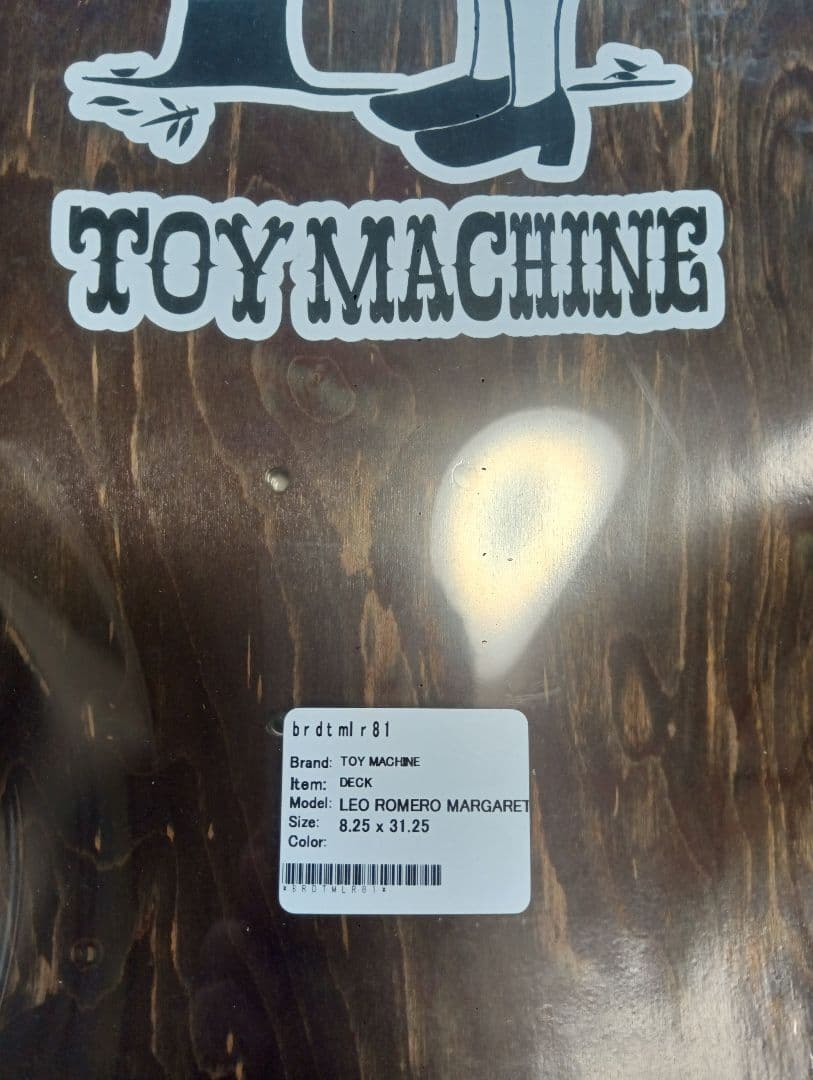 TOY MACHINE
brdtmlr81
Brand: TOY MACHINE
Item: DECK
Model: LEO ROMERO MARGARET
Size: 8.25 x 31.25
Color:
*BRDTMLR81*